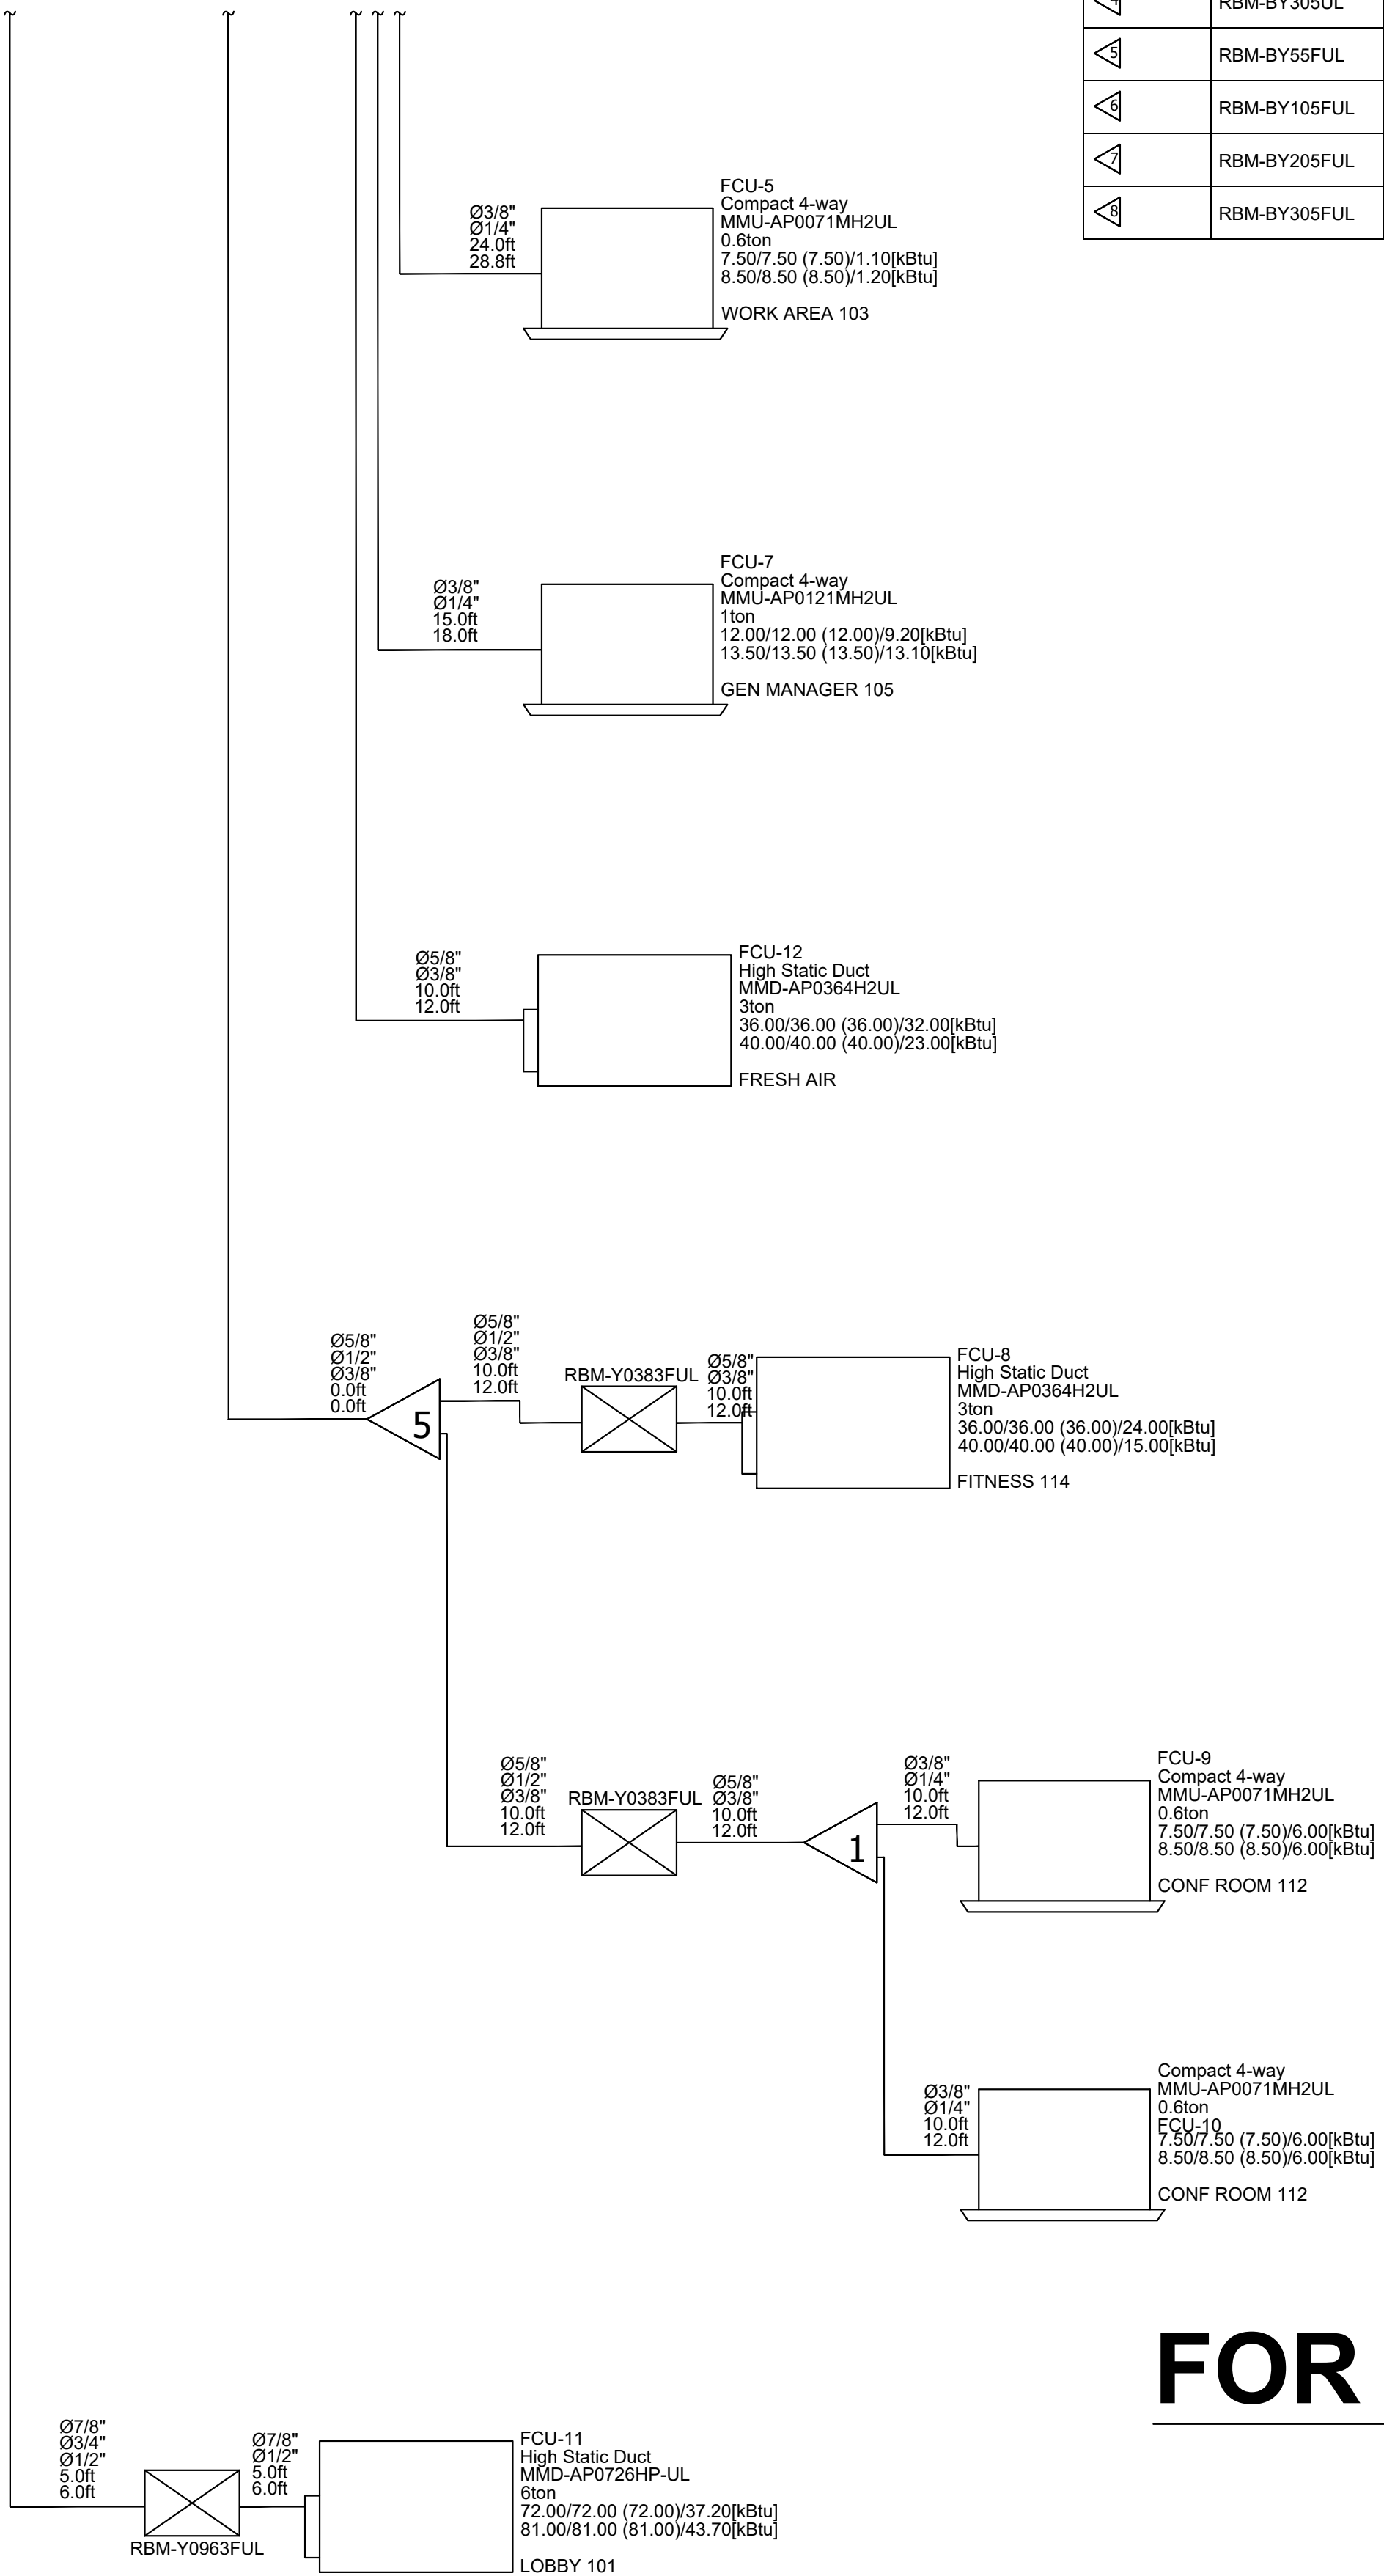 4
RBM-BY305UL
5
RBM-BY55FUL
6
RBM-BY105FUL
7
RBM-BY205FUL
8
RBM-BY305FUL
Ø3/8"
Ø1/4"
24.0ft
28.8ft
FCU-5
Compact 4-way
MMU-AP0071MH2UL
0.6ton
7.50/7.50 (7.50)/1.10[kBtu]
8.50/8.50 (8.50)/1.20[kBtu]
WORK AREA 103
Ø3/8"
Ø1/4"
15.0ft
18.0ft
FCU-7
Compact 4-way
MMU-AP0121MH2UL
1ton
12.00/12.00 (12.00)/9.20[kBtu]
13.50/13.50 (13.50)/13.10[kBtu]
GEN MANAGER 105
Ø5/8"
Ø3/8"
10.0ft
12.0ft
FCU-12
High Static Duct
MMD-AP0364H2UL
3ton
36.00/36.00 (36.00)/32.00[kBtu]
40.00/40.00 (40.00)/23.00[kBtu]
FRESH AIR
Ø5/8"
Ø1/2"
Ø3/8"
0.0ft
0.0ft
5
Ø5/8"
Ø1/2"
Ø3/8"
10.0ft
12.0ft
RBM-Y0383FUL
Ø5/8"
Ø3/8"
10.0ft
12.0ft
FCU-8
High Static Duct
MMD-AP0364H2UL
3ton
36.00/36.00 (36.00)/24.00[kBtu]
40.00/40.00 (40.00)/15.00[kBtu]
FITNESS 114
Ø5/8"
Ø1/2"
Ø3/8"
10.0ft
12.0ft
RBM-Y0383FUL
Ø5/8"
Ø3/8"
10.0ft
12.0ft
1
Ø3/8"
Ø1/4"
10.0ft
12.0ft
FCU-9
Compact 4-way
MMU-AP0071MH2UL
0.6ton
7.50/7.50 (7.50)/6.00[kBtu]
8.50/8.50 (8.50)/6.00[kBtu]
CONF ROOM 112
Ø3/8"
Ø1/4"
10.0ft
12.0ft
Compact 4-way
MMU-AP0071MH2UL
0.6ton
FCU-10
7.50/7.50 (7.50)/6.00[kBtu]
8.50/8.50 (8.50)/6.00[kBtu]
CONF ROOM 112
FOR
Ø7/8"
Ø3/4"
Ø1/2"
5.0ft
6.0ft
RBM-Y0963FUL
Ø7/8"
Ø1/2"
5.0ft
6.0ft
FCU-11
High Static Duct
MMD-AP0726HP-UL
6ton
72.00/72.00 (72.00)/37.20[kBtu]
81.00/81.00 (81.00)/43.70[kBtu]
LOBBY 101